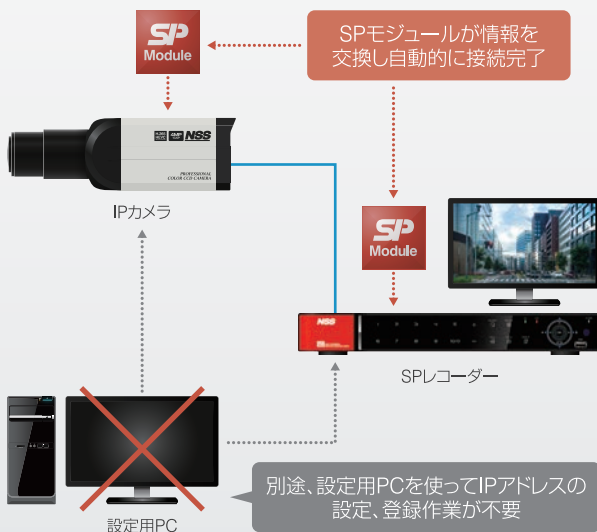 SP
Module
SPモジュールが情報を
交換し自動的に接続完了
NSS
PROFESSIONAL
COLOR CCD CAMERA
IPカメラ
SP
Module
NSS
SPレコーダー
設定用PC
別途、設定用PCを使ってIPアドレスの
設定、登録作業が不要